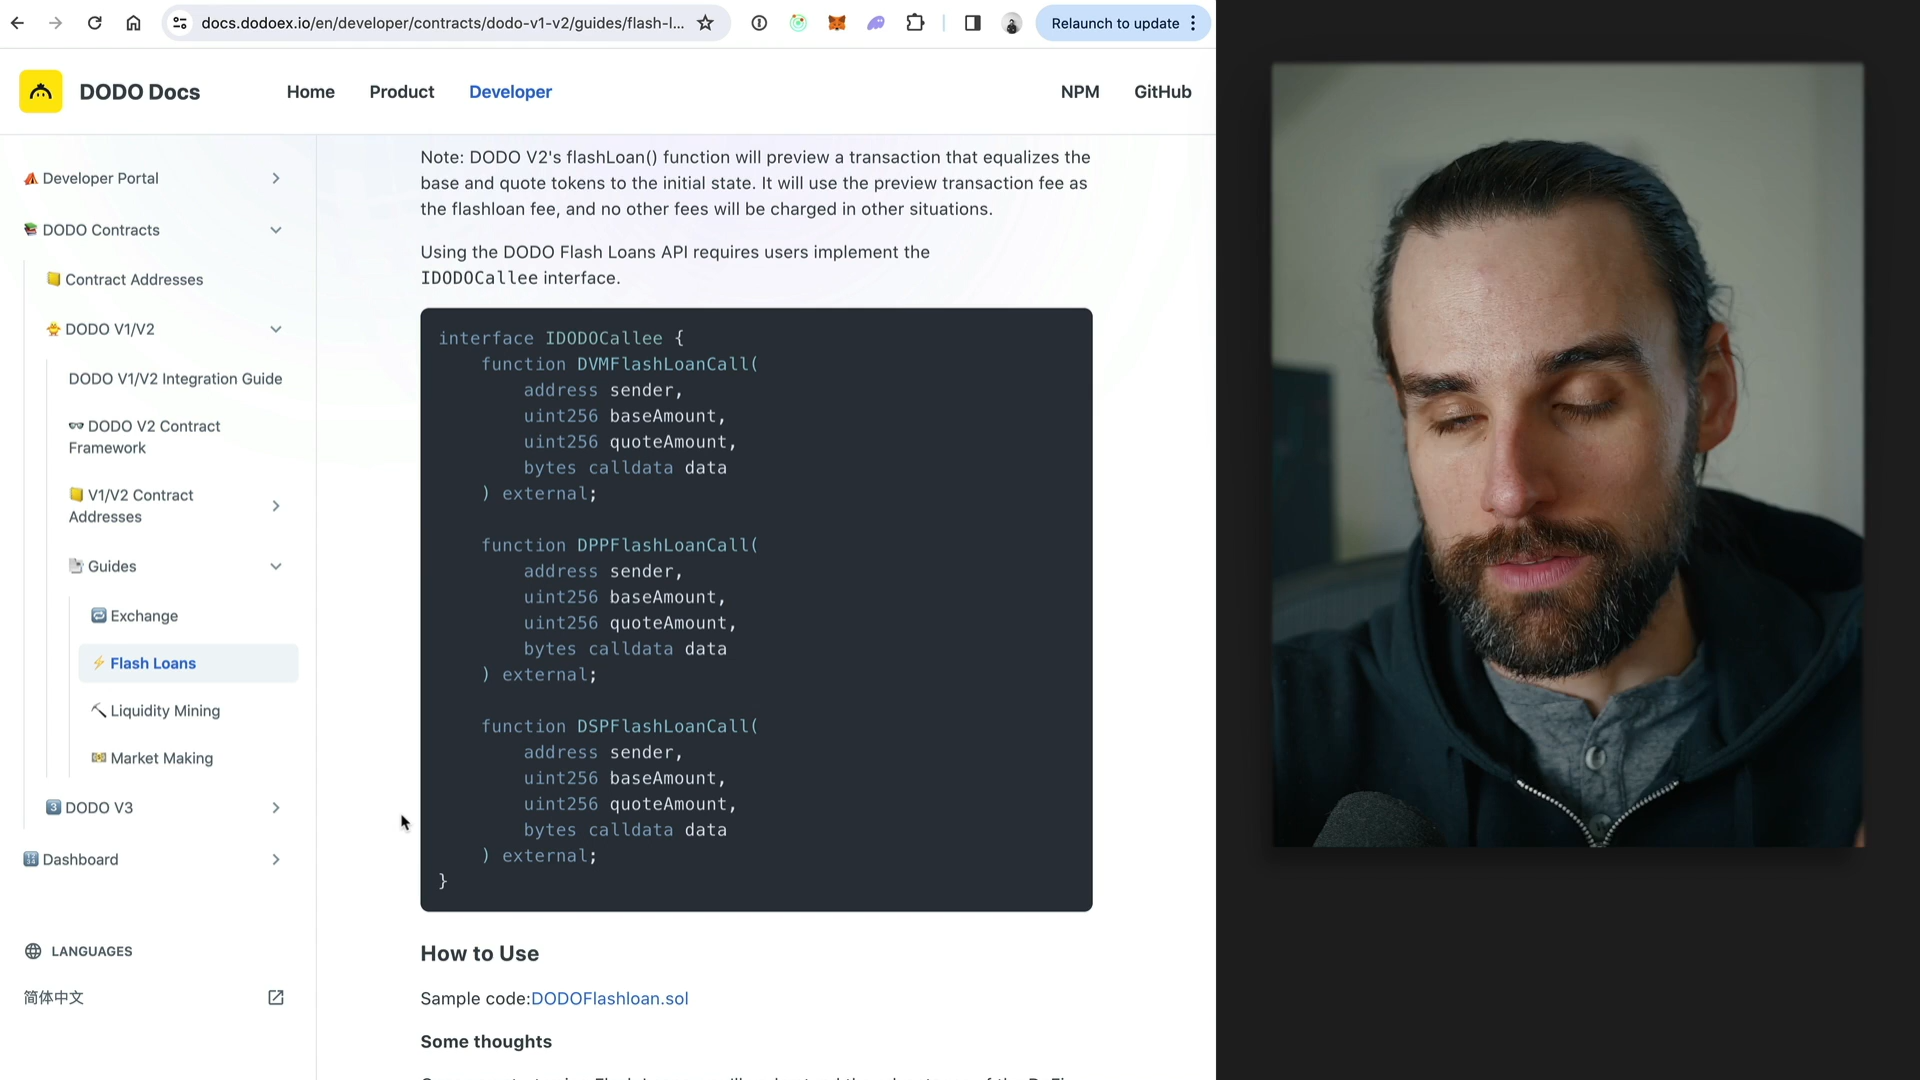 docs.dodoex.io/en/developer/contracts/dodo-v1-v2/guides/flash-l...
Relaunch to update
DODO Docs
Home
Product
Developer
NPM
GitHub
Developer Portal
DODO Contracts
Contract Addresses
DODO V1/V2
DODO V1/V2 Integration Guide
DODO V2 Contract
Framework
V1/V2 Contract
Addresses
Guides
Exchange
Flash Loans
Liquidity Mining
Market Making
DODO V3
Dashboard
LANGUAGES
简体中文
Note: DODO V2's flashLoan() function will preview a transaction that equalizes the
base and quote tokens to the initial state. It will use the preview transaction fee as
the flashloan fee, and no other fees will be charged in other situations.
Using the DODO Flash Loans API requires users implement the
IDODOCallee interface.
interface IDODOCallee {
function DVMFlashLoanCall(
address sender,
uint256 baseAmount,
uint256 quoteAmount,
bytes calldata data
) external;
function DPPFlashLoanCall(
address sender,
uint256 baseAmount,
uint256 quoteAmount,
bytes calldata data
) external;
function DSPFlashLoanCall(
address sender,
uint256 baseAmount,
uint256 quoteAmount,
bytes calldata data
) external;
}
How to Use
Sample code:DODOFlashloan.sol
Some thoughts